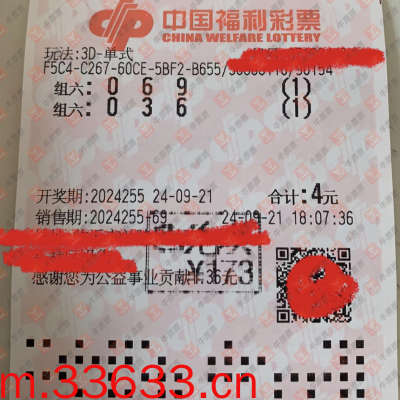 中国福利彩票
CHINA WELFARE LOTTERY
玩法:3D-单式
F5C4-C267-60CE-5BF2-B655/
组六: 0 6 9 (1)
组六: 0 3 6 (1)
开奖期:2024255 24-09-21 合计:4元
销售期:2024255-69 24-09-21 18:07:36
感谢您为公益事业贡献1.36元
m.33633.cn